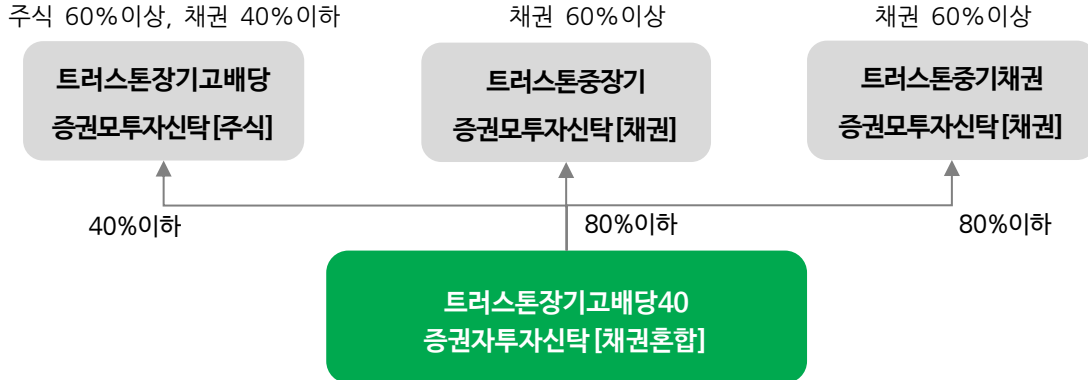 주식 60%이상, 채권 40%이하
트러스톤장기고배당
증권모투자신탁[주식]
채권 60%이상
트러스톤중장기
증권모투자신탁[채권]
채권 60%이상
트러스톤중기채권
증권모투자신탁[채권]
40%이하
80%이하
80%이하
트러스톤장기고배당40
증권자투자신탁[채권혼합]